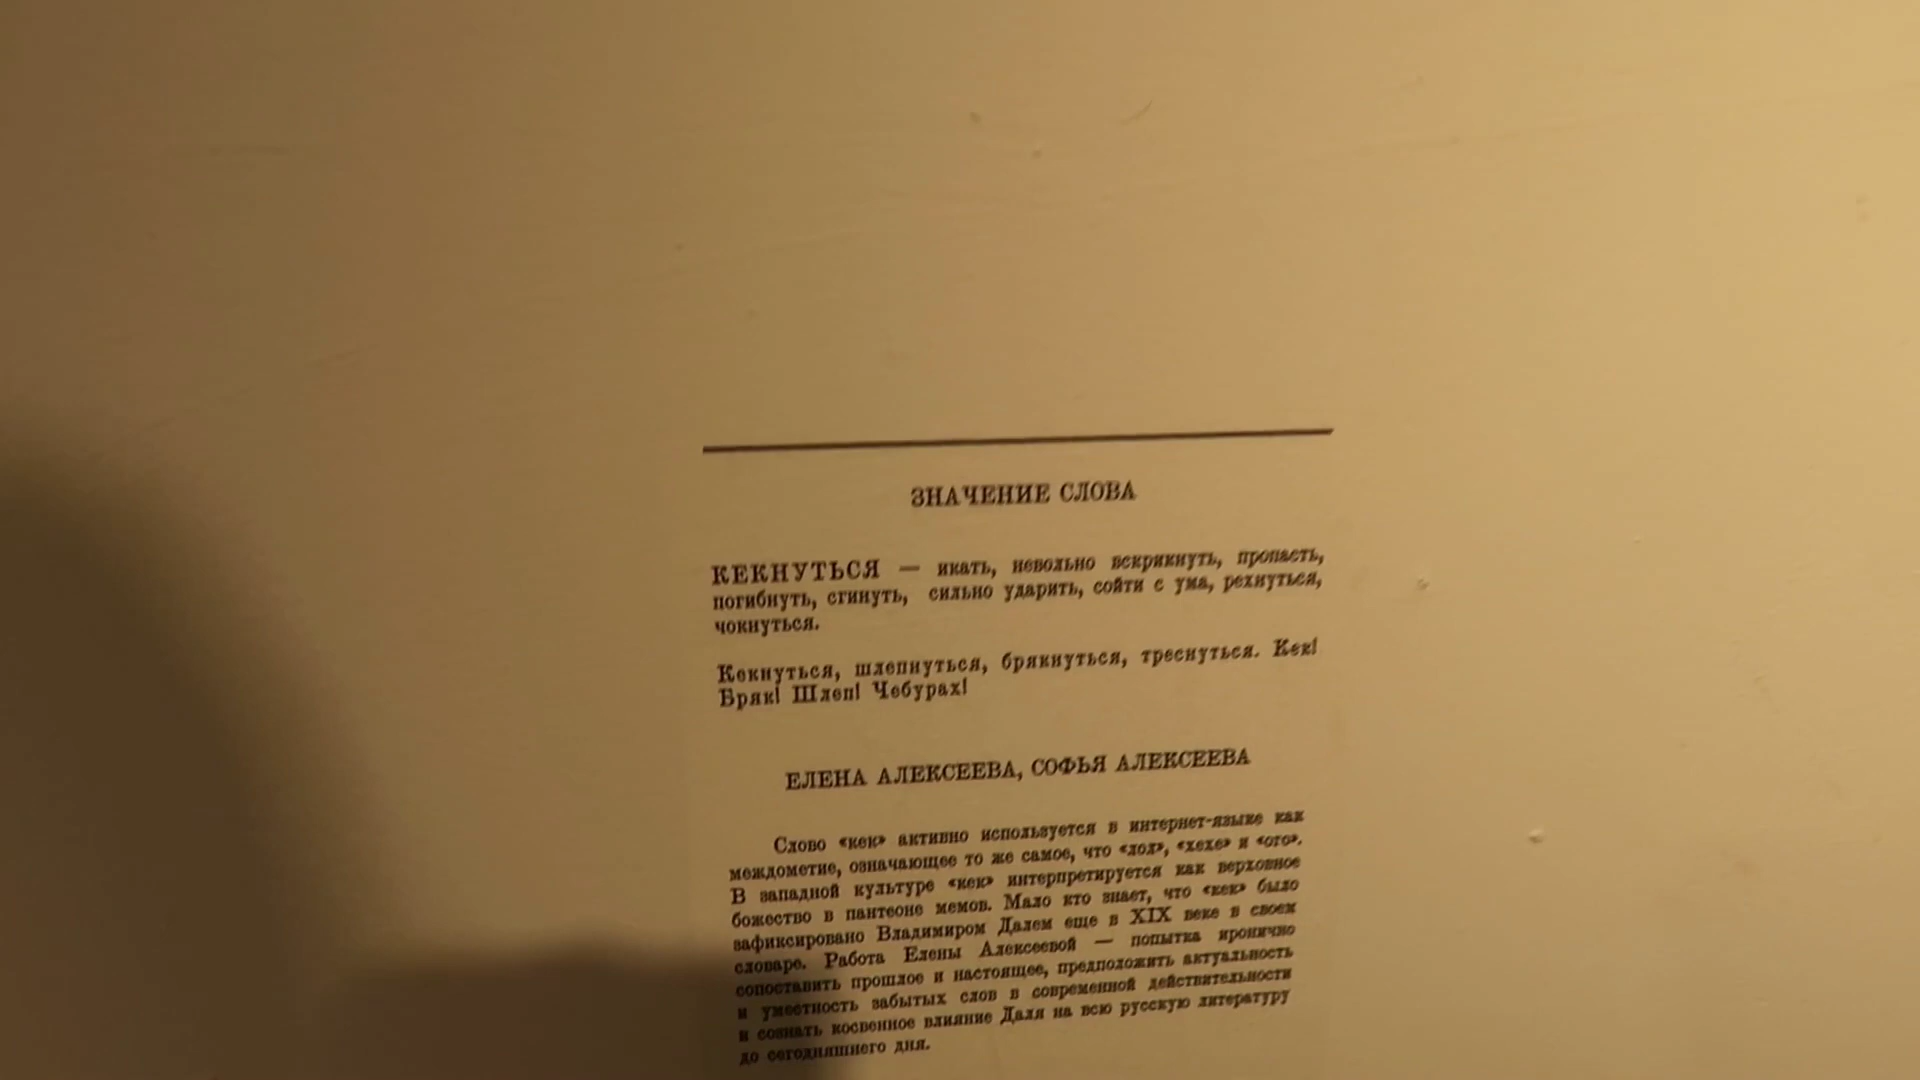 ЗНАЧЕНИЕ СЛОВА
КЕКНУТЬСЯ — икать, невольно вскрикнуть, пропасть,
погибнуть, сгинуть, сильно ударить, сойти с ума, рехнуться,
чокнуться.
Кекнуться, шлепнуться, брякнуться, треснуться. Кек!
Бряк! Шлеп! Чебурах!
ЕЛЕНА АЛЕКСЕЕВА, СОФЬЯ АЛЕКСЕЕВА
Слово «кек» активно используется в интернет-языке как
междометие, означающее то же самое, что «лол», «хехе» и «ого».
В западной культуре «кек» интерпретируется как верховное
божество в пантеоне мемов. Мало кто знает, что «кек» было
зафиксировано Владимиром Далем еще в XIX веке в своем
словаре. Работа Елены Алексеевой — попытка иронично
сопоставить прошлое и настоящее, предположить актуальность
и уместность забытых слов в современной действительности
и сознать косвенное влияние Даля на всю русскую литературу
до сегодняшнего дня.